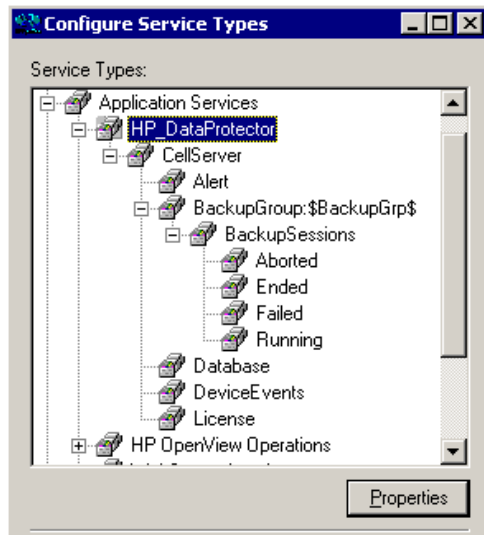 Configure Service Types
Service Types:
Application Services
HP_DataProtector
CellServer
Alert
BackupGroup:$BackupGrp$
BackupSessions
Aborted
Ended
Failed
Running
Database
DeviceEvents
License
HP OpenView Operations
Properties